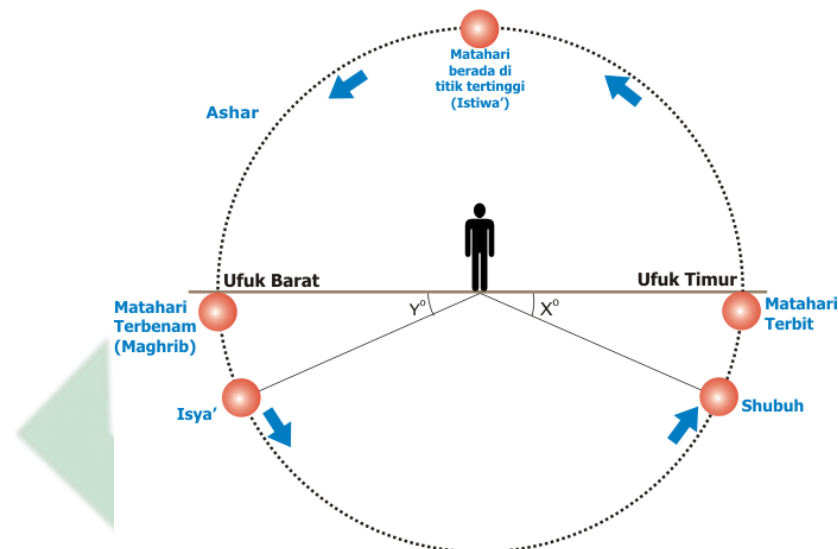 Matahari
berada di
titik tertinggi
(Istiwa')
Ashar
Ufuk Barat
Ufuk Timur
Matahari
Terbenam
(Maghrib)
Y°
X°
Matahari
Terbit
Isya'
Shubuh